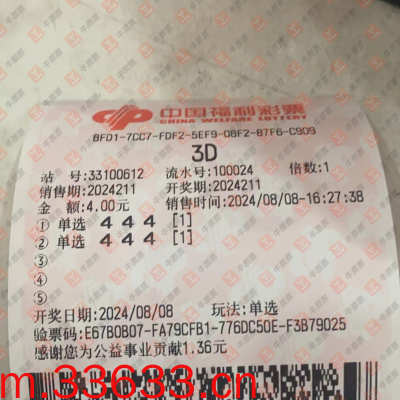 中国福利彩票
CHINA WELFARE LOTTERY
BFD1-7CC7-FDF2-5EF9-08F2-87F6-C909
3D
站 号:33100612 流水号:100024 倍数:1
销售期:2024211 开奖期:2024211
金 额:4.00元 销售时间:2024/08/08-16:27:38
① 单选 4 4 4 [1]
② 单选 4 4 4 [1]
③
④
⑤
开奖日期:2024/08/08 玩法:单选
验票码:E6780B07-FA79CFB1-776DC50E-F3B79025
感谢您为公益事业贡献1.36元
m.33633.cn